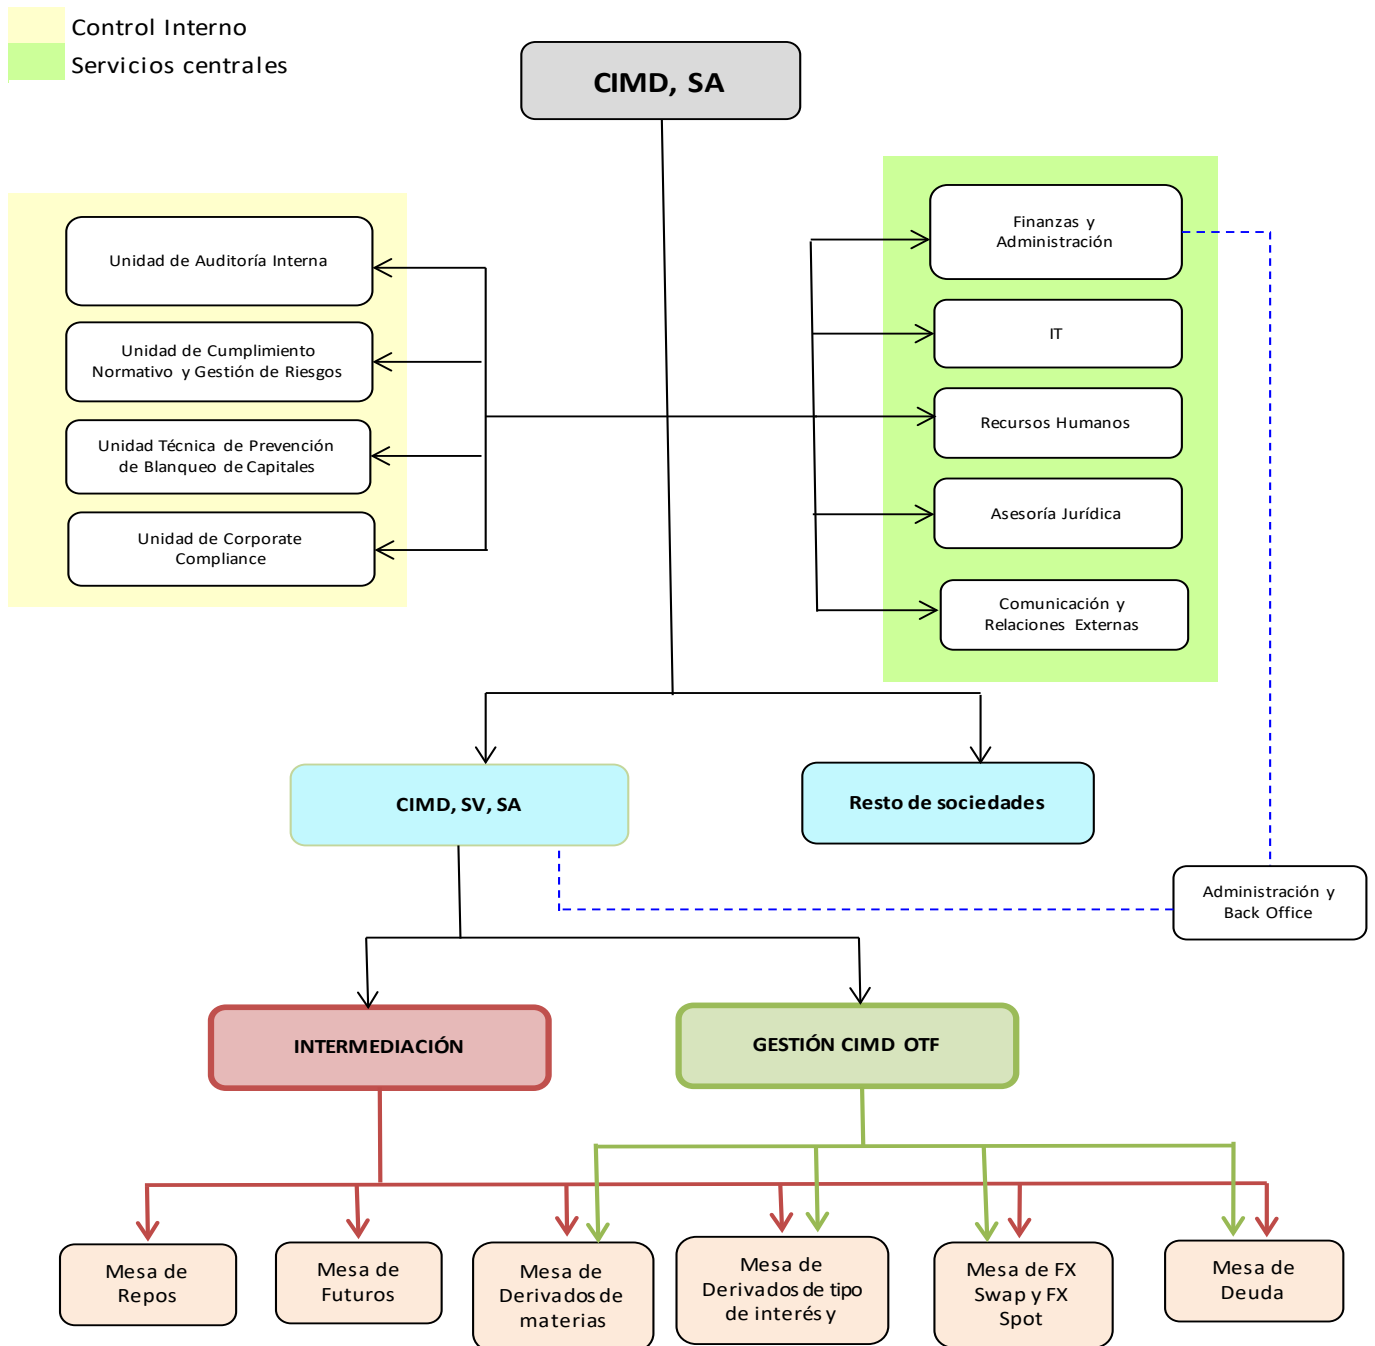 Control Interno
Servicios centrales
CIMD, SA
Unidad de Auditoría Interna
Unidad de Cumplimiento
Normativo y Gestión de Riesgos
Unidad Técnica de Prevención
de Blanqueo de Capitales
Unidad de Corporate
Compliance
Finanzas y
Administración
IT
Recursos Humanos
Asesoría Jurídica
Comunicación y
Relaciones Externas
CIMD, SV, SA
Resto de sociedades
Administración y
Back Office
INTERMEDIACIÓN
GESTIÓN CIMD OTF
Mesa de
Repos
Mesa de
Futuros
Mesa de
Derivados de
materias
Mesa de
Derivados de tipo
de interés y
Mesa de FX
Swap y FX
Spot
Mesa de
Deuda